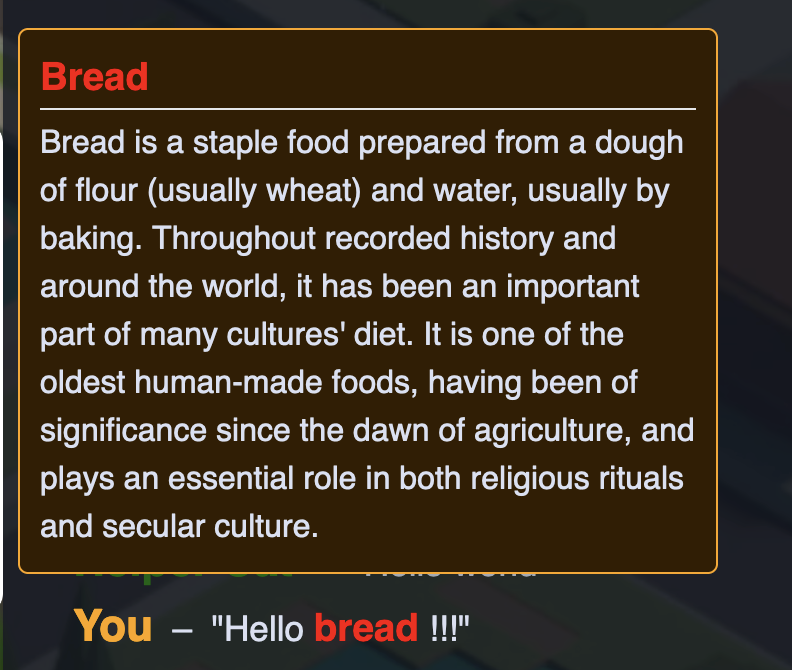 Bread
Bread is a staple food prepared from a dough
of flour (usually wheat) and water, usually by
baking. Throughout recorded history and
around the world, it has been an important
part of many cultures' diet. It is one of the
oldest human-made foods, having been of
significance since the dawn of agriculture, and
plays an essential role in both religious rituals
and secular culture.
You – "Hello bread !!!"